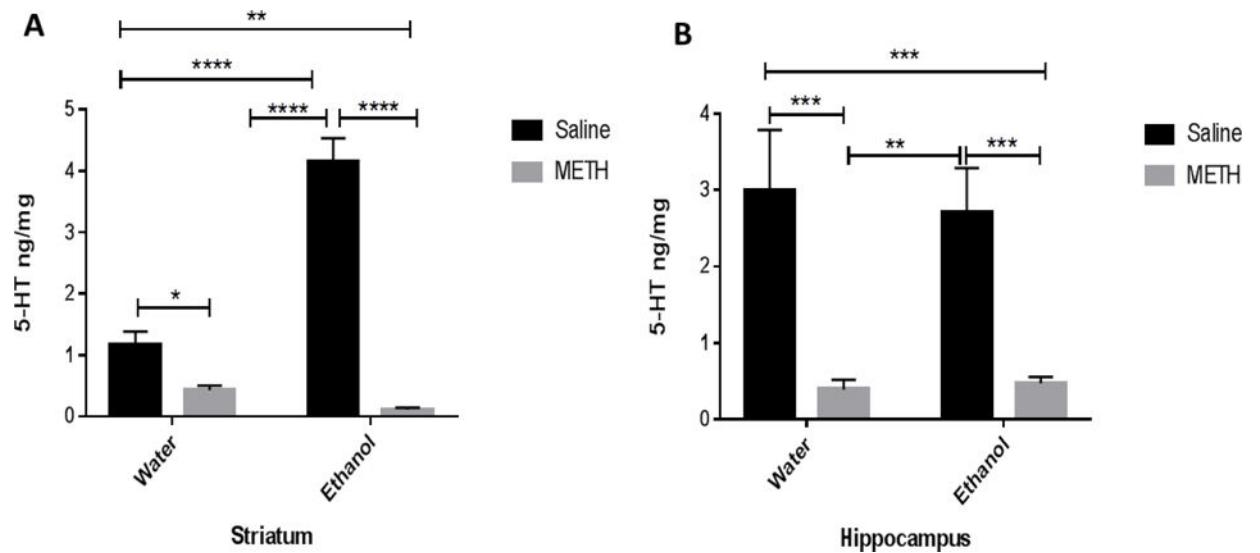 A
**
****
****
****
*
5
4
3
2
1
0
5-HT ng/mg
Water
Ethanol
Striatum
Saline
METH
B
***
***
**
***
4
3
2
1
0
5-HT ng/mg
Water
Ethanol
Hippocampus
Saline
METH